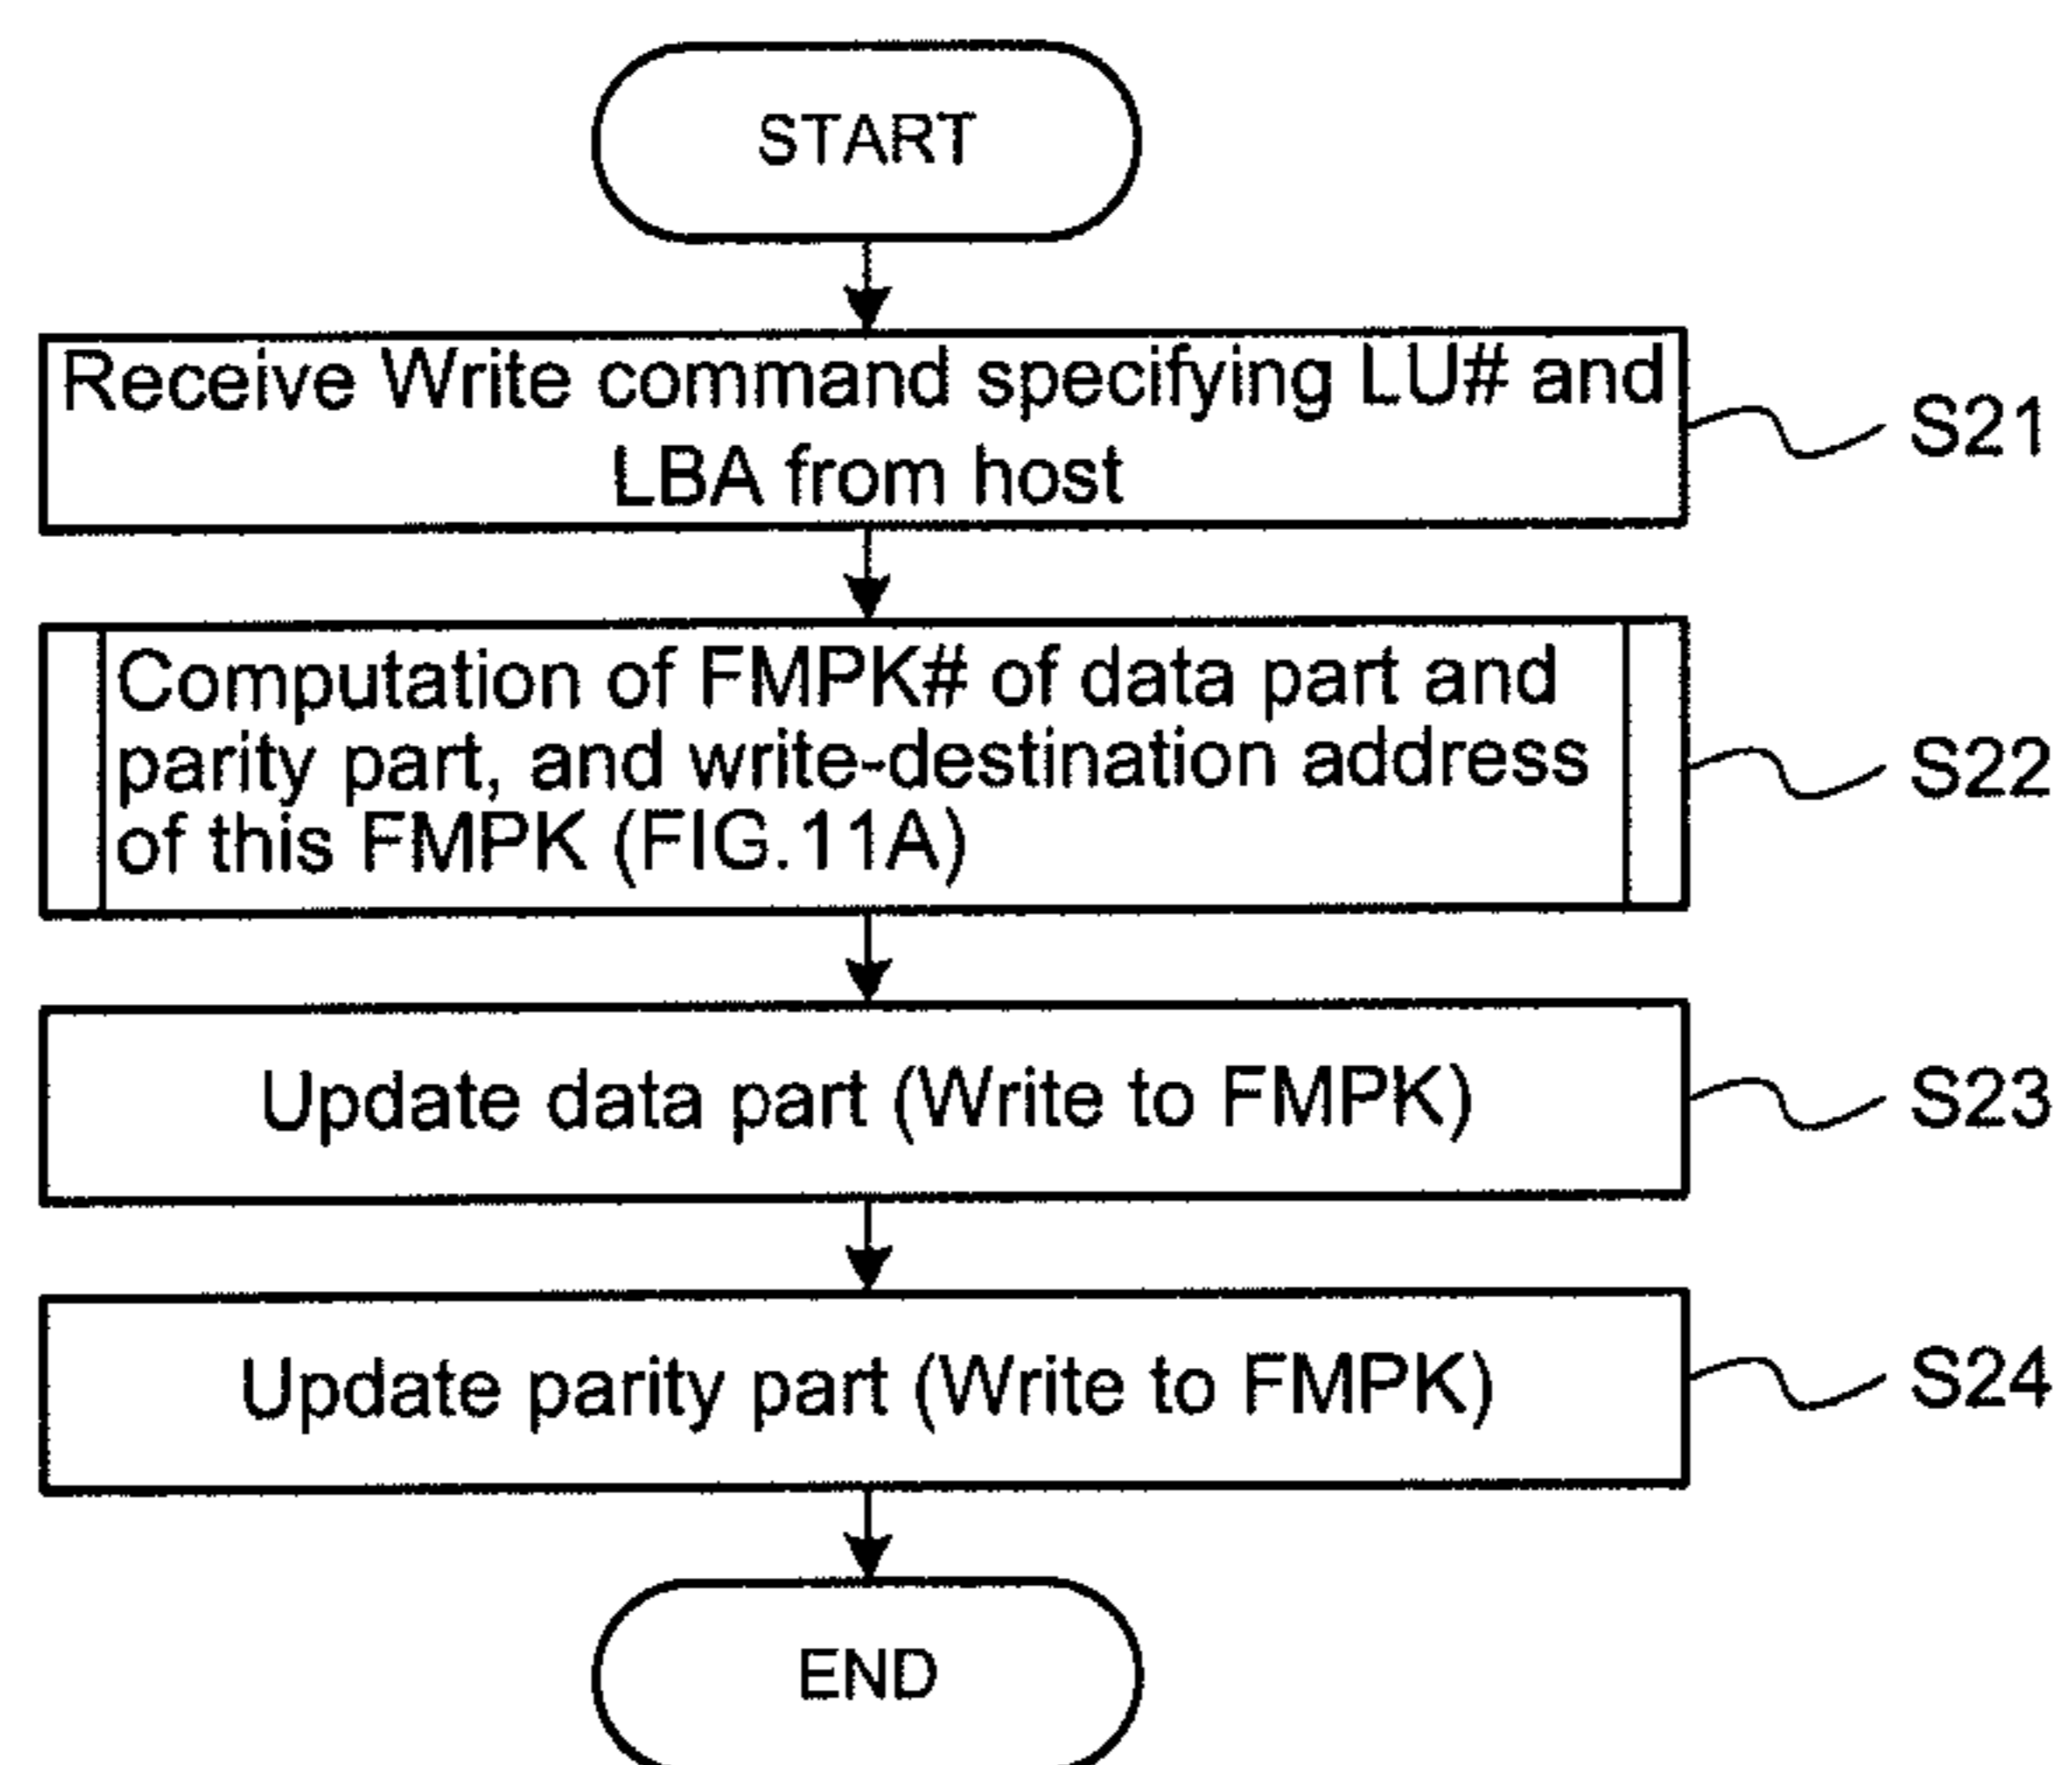 START
Receive Write command specifying LU# and
LBA from host
S21
Computation of FMPK# of data part and
parity part, and write-destination address
of this FMPK (FIG.11A)
S22
Update data part (Write to FMPK)
S23
Update parity part (Write to FMPK)
S24
END